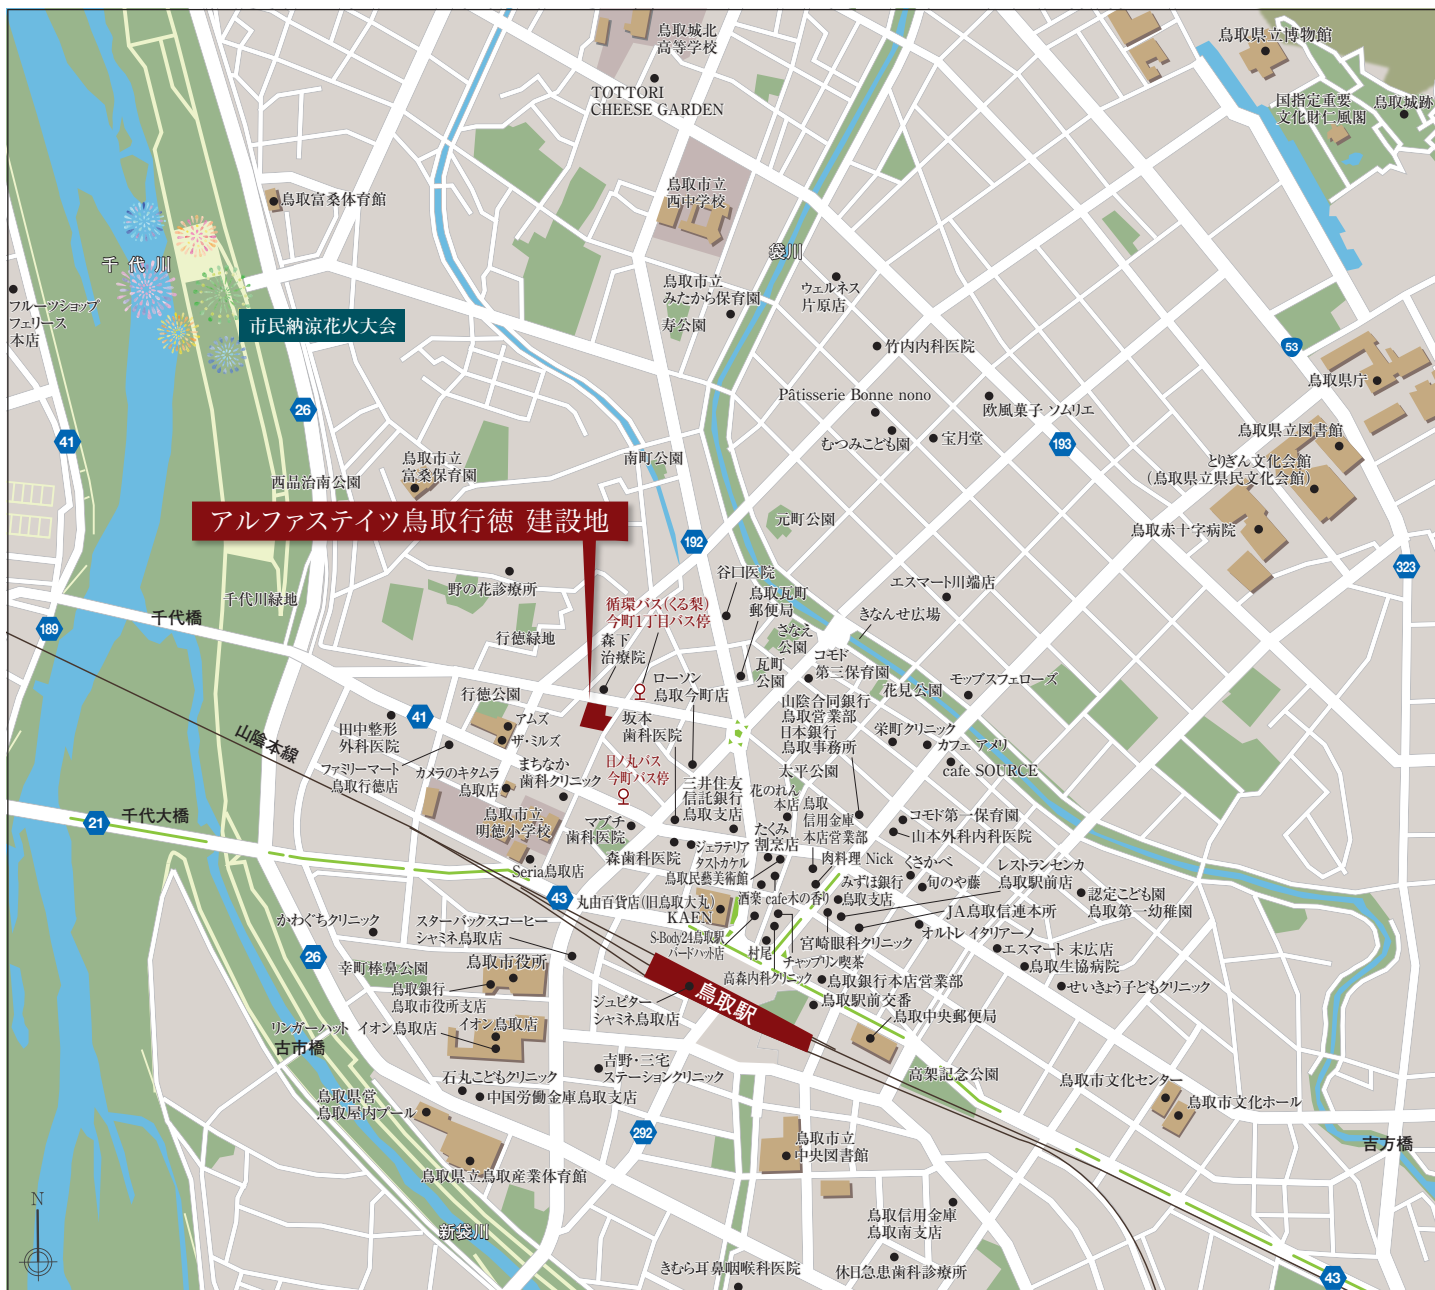 鳥取城北
高等学校
TOTTORI
CHEESE GARDEN
鳥取県立博物館
国指定重要
文化財仁風閣
鳥取城跡
鳥取市立
西中学校
鳥取富桑体育館
千代川
袋川
フルーツショップ
フェリース
本店
市民納涼花火大会
鳥取市立
みたから保育園
寿公園
ウェルネス
片原店
竹内内科医院
53
鳥取県庁
Pâtisserie Bonne nono
欧風菓子 ソムリエ
むつみこども園
宝月堂
193
鳥取県立図書館
とりぎん文化会館
(鳥取県立県民文化会館)
26
41
南町公園
鳥取市立
富桑保育園
西品治南公園
アルファステイツ鳥取行徳 建設地
元町公園
鳥取赤十字病院
192
323
谷口医院
鳥取瓦町
郵便局
エスマート川端店
きなんせ広場
野の花診療所
循環バス(くる梨)
今町1丁目バス停
千代川緑地
千代橋
189
行徳緑地
森下
治療院
さなえ
公園
瓦町
公園
コモド
第三保育園
ローソン
鳥取今町店
花見公園
モップスフェローズ
行徳公園
山陰合同銀行
鳥取営業部
日本銀行
鳥取事務所
栄町クリニック
カフェ アメリ
cafe SOURCE
41
アムズ
ザ・ミルズ
坂本
歯科医院
田中整形
外科医院
山陰本線
ファミリーマート
鳥取行徳店
カメラのキタムラ
鳥取店
まちなか
歯科クリニック
日ノ丸バス
今町バス停
太平公園
三井住友
信託銀行
鳥取支店
花のれん
本店
鳥取
信用金庫
本店営業部
コモド第一保育園
山本外科内科医院
21
千代大橋
鳥取市立
明徳小学校
マブチ
歯科医院
たくみ
割烹店
森歯科医院
ジェラテリア
タストカケル
鳥取民藝美術館
肉料理 Nick
くさかべ
レストランセンカ
鳥取駅前店
Seria鳥取店
みずほ銀行
鳥取支店
旬のや藤
認定こども園
鳥取第一幼稚園
43
丸由百貨店(旧鳥取大丸)
KAEN
酒楽
cafe木の香り
JA鳥取信連本所
かわぐちクリニック
スターバックスコーヒー
シャミネ鳥取店
S-Body24鳥取駅
バードハット店
村尾
宮崎眼科クリニック
オルトレ イタリアーノ
エスマート 末広店
チャップリン喫茶
鳥取生協病院
26
幸町棒鼻公園
鳥取市役所
高森内科クリニック
鳥取銀行本店営業部
せいきょう子どもクリニック
鳥取銀行
鳥取市役所支店
ジュピター
シャミネ鳥取店
鳥取駅
鳥取駅前交番
鳥取中央郵便局
リンガーハット イオン鳥取店
イオン鳥取店
古市橋
吉野・三宅
ステーションクリニック
高架記念公園
石丸こどもクリニック
中国労働金庫鳥取支店
鳥取市文化センター
鳥取市文化ホール
鳥取県営
鳥取屋内プール
292
鳥取市立
中央図書館
吉方橋
鳥取県立鳥取産業体育館
N
新袋川
鳥取信用金庫
鳥取南支店
きむら耳鼻咽喉科医院
休日急患歯科診療所
43